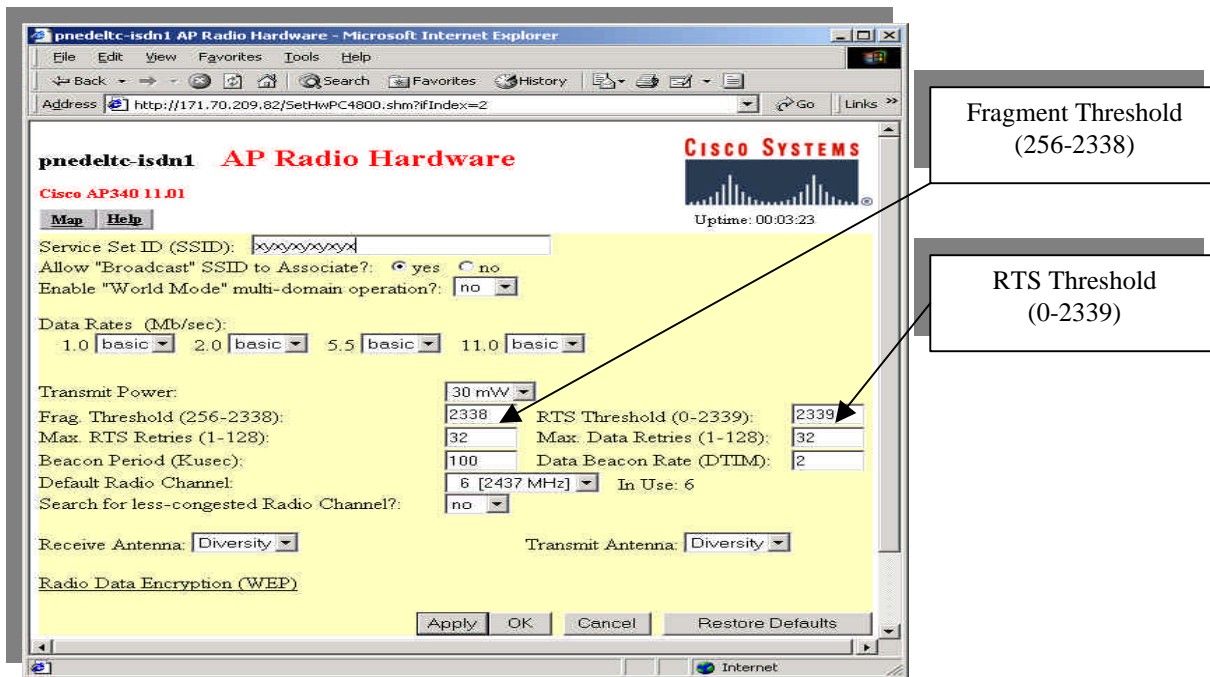 pnedeltc-isdn1 AP Radio Hardware - Microsoft Internet Explorer
File Edit View Favorites Tools Help
Back Search Favorites History
Address http://171.70.209.82/SetHwPC4800.shm?ifIndex=2 Go Links »
pnedeltc-isdn1 AP Radio Hardware
CISCO SYSTEMS
Cisco AP340 11.01
Map Help
Uptime: 00:03:23
Service Set ID (SSID): xyxyxyxyxyx
Allow "Broadcast" SSID to Associate?: yes no
Enable "World Mode" multi-domain operation?: no
Data Rates (Mb/sec):
1.0 basic 2.0 basic 5.5 basic 11.0 basic
Transmit Power: 30 mW
Frag. Threshold (256-2338): 2338 RTS Threshold (0-2339): 2339
Max. RTS Retries (1-128): 32 Max. Data Retries (1-128): 32
Beacon Period (Kusec): 100 Data Beacon Rate (DTIM): 2
Default Radio Channel: 6 [2437 MHz] In Use: 6
Search for less-congested Radio Channel?: no
Receive Antenna: Diversity Transmit Antenna: Diversity
Radio Data Encryption (WEP)
Apply OK Cancel Restore Defaults
Internet
Fragment Threshold
(256-2338)
RTS Threshold
(0-2339)